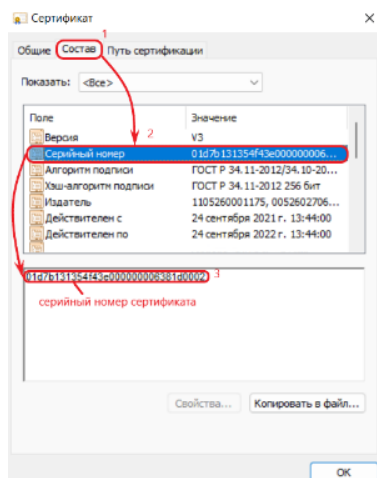 Сертификат
1
Общие Состав Путь сертификации
Показать: <Все>
Поле Значение
Версия V3
2
Серийный номер 01d7b131354f43e000000006...
Алгоритм подписи ГОСТ Р 34.11-2012/34.10-20...
Хэш-алгоритм подписи ГОСТ Р 34.11-2012 256 бит
Издатель 1105260001175, 0052602706...
Действителен с 24 сентября 2021 г. 13:44:00
Действителен по 24 сентября 2022 г. 13:44:00
01d7b131354f43e000000006381d0002 3
серийный номер сертификата
Свойства... Копировать в файл...
OK